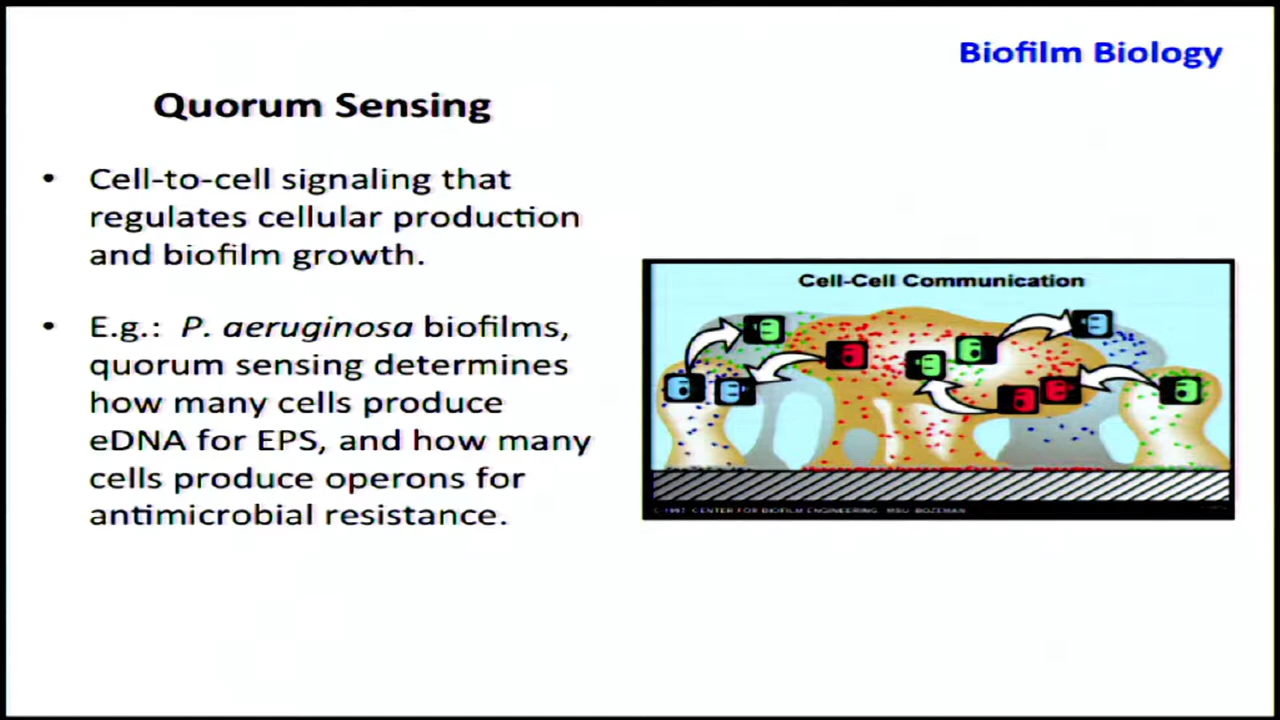 Biofilm Biology
Quorum Sensing
• Cell-to-cell signaling that
regulates cellular production
and biofilm growth.
• E.g.: P. aeruginosa biofilms,
quorum sensing determines
how many cells produce
eDNA for EPS, and how many
cells produce operons for
antimicrobial resistance.
Cell-Cell Communication
1997 CENTER FOR BIOFILM ENGINEERING MSU-BOZEMAN